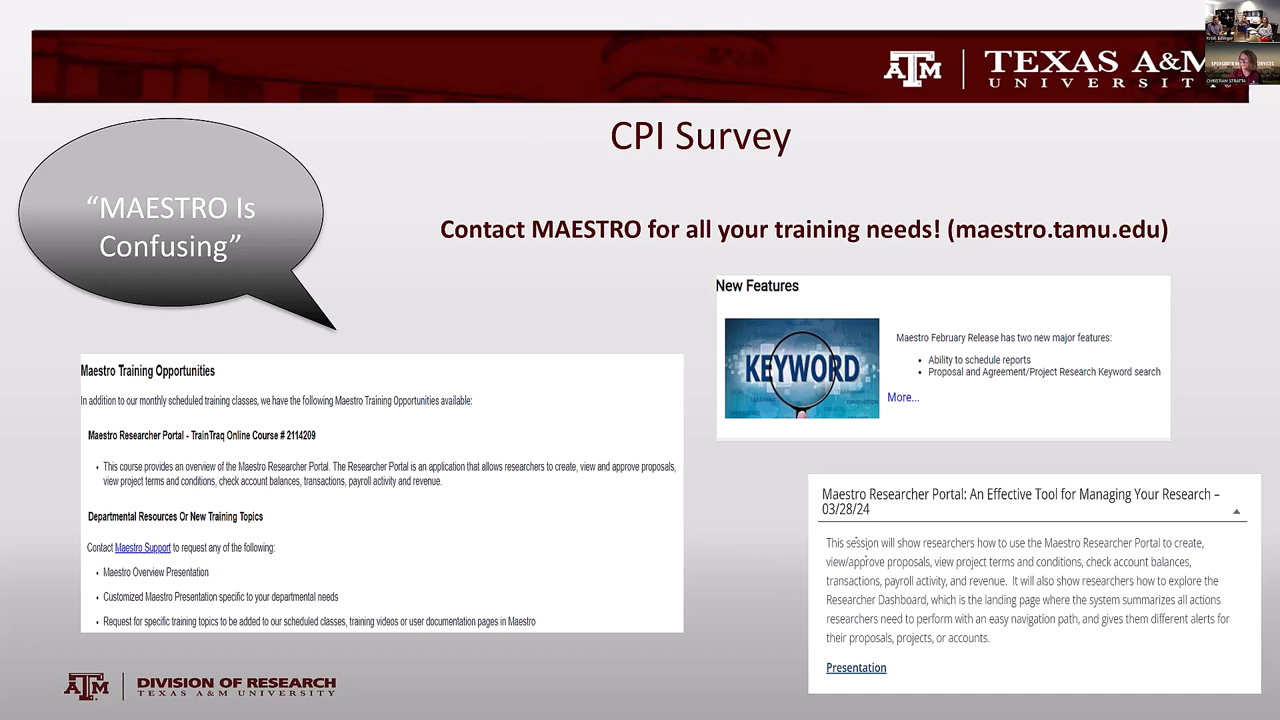 Kristi Billinger
SPONSORED RESEARCH SERVICES
CHRISTIAN STRATTA
ATM
TEXAS A&M
UNIVERSITY
CPI Survey
“MAESTRO Is
Confusing”
Contact MAESTRO for all your training needs! (maestro.tamu.edu)
New Features
KEYWORD
Maestro February Release has two new major features:
• Ability to schedule reports
• Proposal and Agreement/Project Research Keyword search
More...
Maestro Training Opportunities
In addition to our monthly scheduled training classes, we have the following Maestro Training Opportunities available:
Maestro Researcher Portal - TrainTraq Online Course # 2114209
• This course provides an overview of the Maestro Researcher Portal. The Researcher Portal is an application that allows researchers to create, view and approve proposals,
view project terms and conditions, check account balances, transactions, payroll activity and revenue.
Departmental Resources Or New Training Topics
Contact Maestro Support to request any of the following:
• Maestro Overview Presentation
• Customized Maestro Presentation specific to your departmental needs
• Request for specific training topics to be added to our scheduled classes, training videos or user documentation pages in Maestro
Maestro Researcher Portal: An Effective Tool for Managing Your Research –
03/28/24
This session will show researchers how to use the Maestro Researcher Portal to create,
view/approve proposals, view project terms and conditions, check account balances,
transactions, payroll activity, and revenue. It will also show researchers how to explore the
Researcher Dashboard, which is the landing page where the system summarizes all actions
researchers need to perform with an easy navigation path, and gives them different alerts for
their proposals, projects, or accounts.
Presentation
ATM
DIVISION OF RESEARCH
TEXAS A&M UNIVERSITY